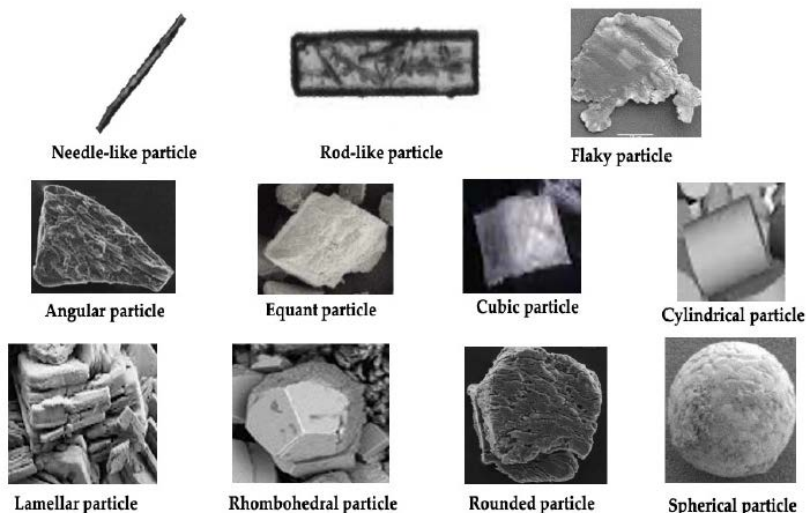 Needle-like particle
Rod-like particle
Flaky particle
Angular particle
Equant particle
Cubic particle
Cylindrical particle
Lamellar particle
Rhombohedral particle
Rounded particle
Spherical particle